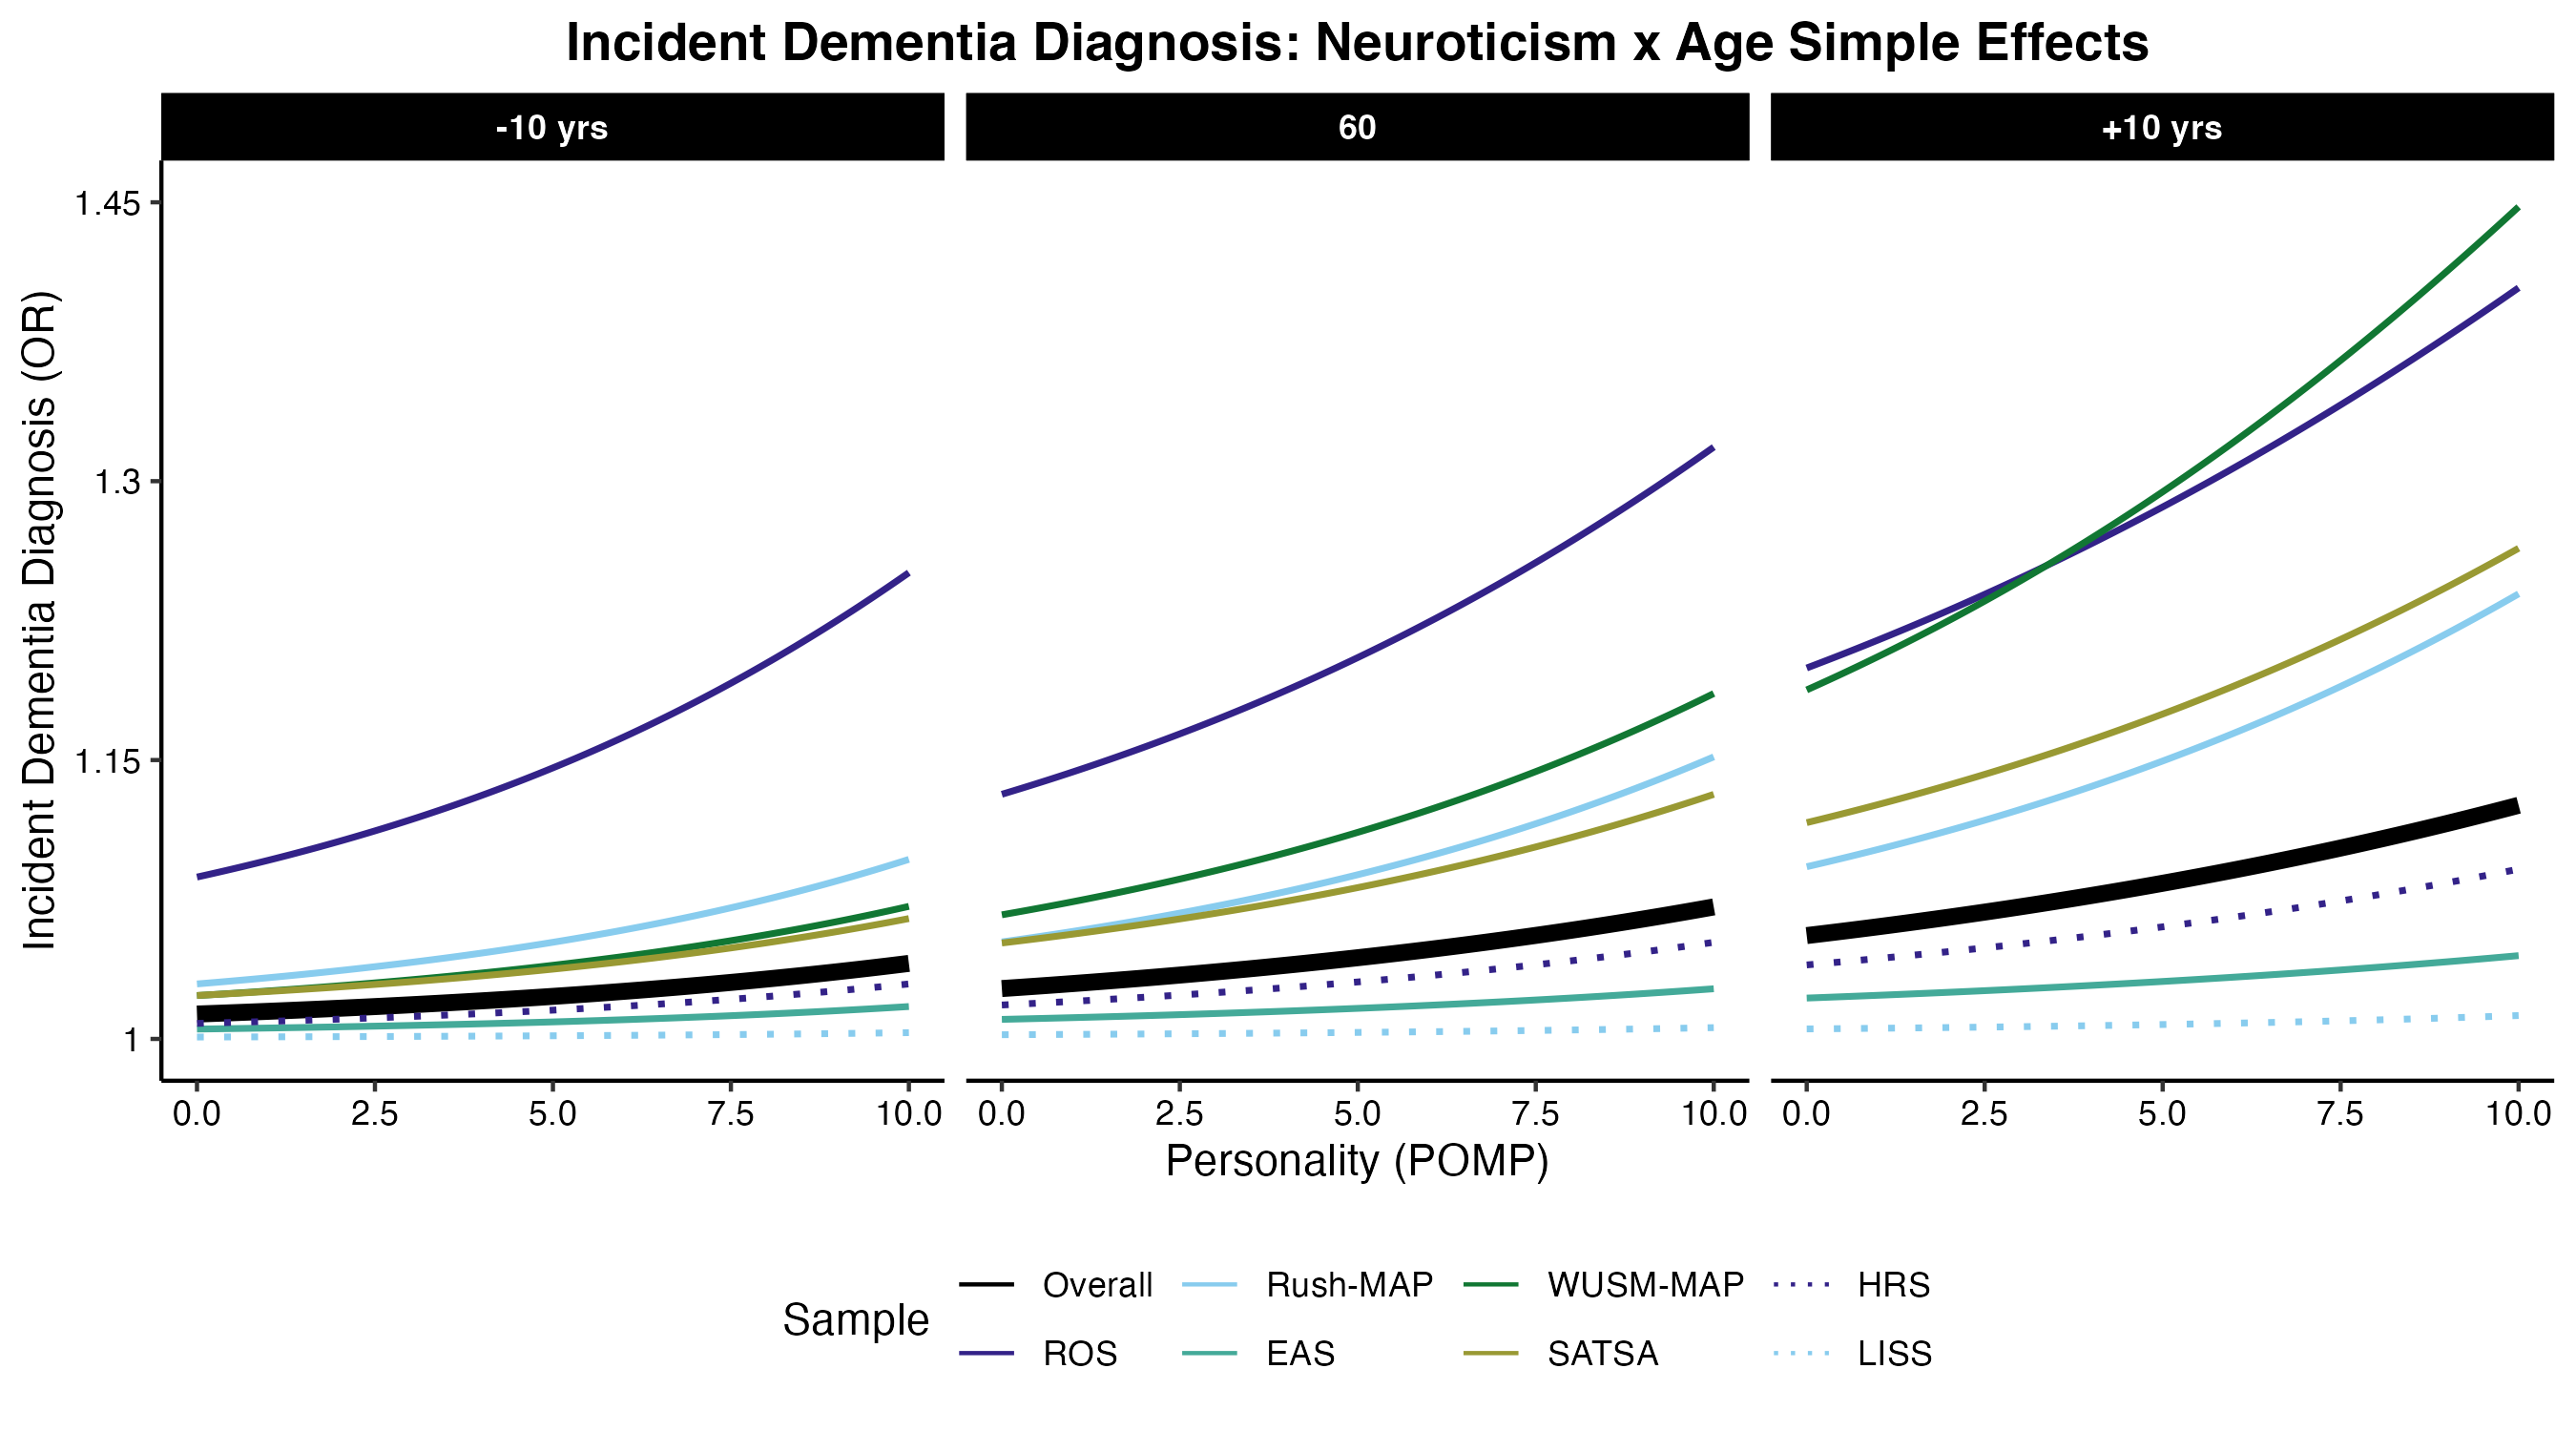 Incident Dementia Diagnosis: Neuroticism x Age Simple Effects
-10 yrs
60
+10 yrs
Incident Dementia Diagnosis (OR)
1.45
1.3
1.15
1
0.0 2.5 5.0 7.5 10.0
0.0 2.5 5.0 7.5 10.0
0.0 2.5 5.0 7.5 10.0
Personality (POMP)
Sample
Overall Rush-MAP WUSM-MAP HRS
ROS EAS SATSA LISS